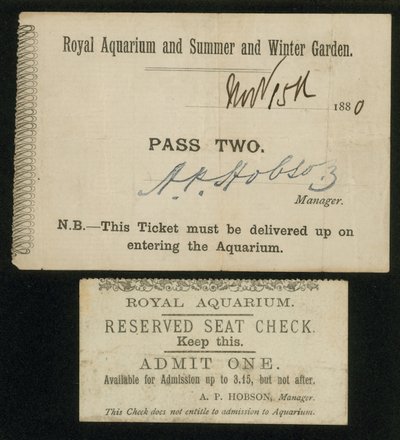 Royal Aquarium and Summer and Winter Garden.
Nov 15th
1880
PASS TWO.
A.P. Hobson
Manager.
N.B.—This Ticket must be delivered up on
entering the Aquarium.
ROYAL AQUARIUM.
RESERVED SEAT CHECK.
Keep this.
ADMIT ONE.
Available for Admission up to 3.15, but not after.
A. P. HOBSON, Manager.
This Check does not entitle to admission to Aquarium.